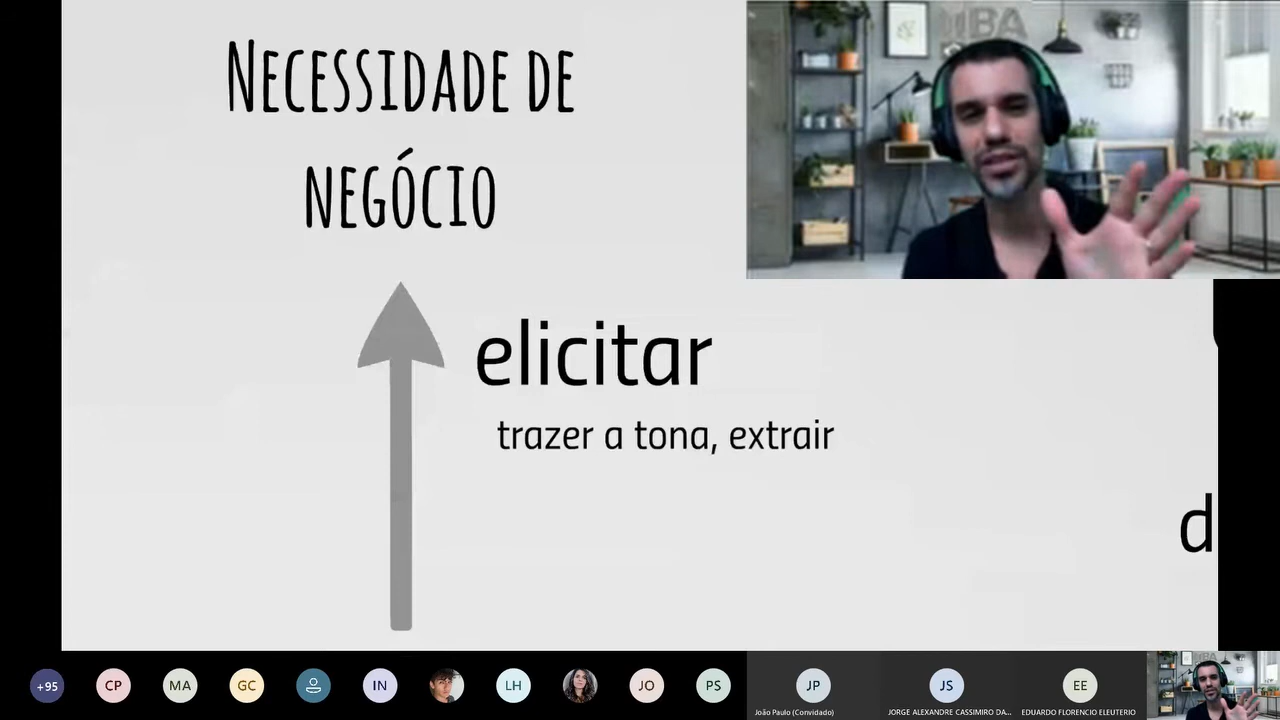 NECESSIDADE DE
NEGÓCIO
elicitar
trazer a tona, extrair
d
+95
CP
MA
GC
IN
LH
JO
PS
JP
JS
EE
João Paulo (Convidado)
JORGE ALEXANDRE CASSIMIRO DA...
EDUARDO FLORENCIO ELEUTERIO